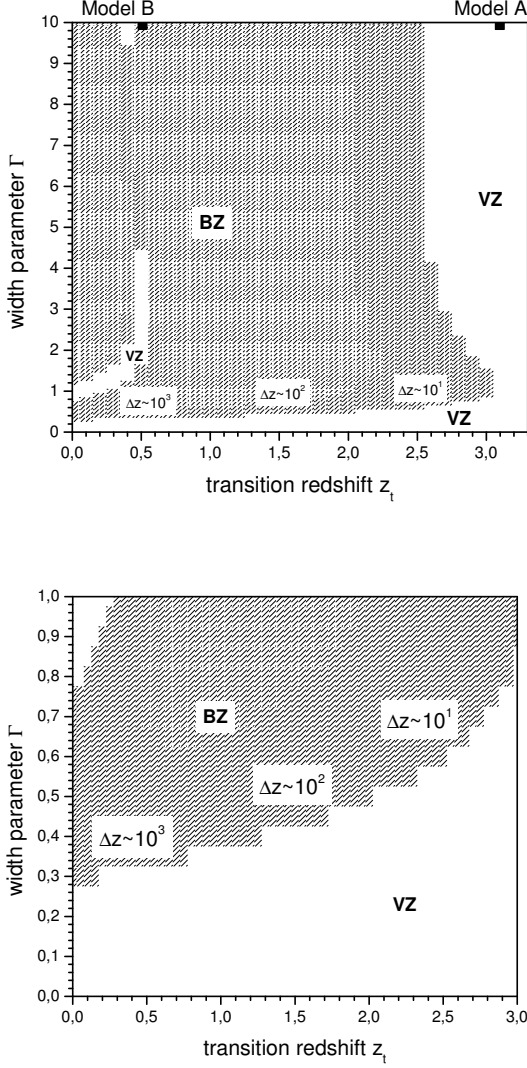 Model B Model A
10
9
8
7
6
5
4
3
2
1
0
width parameter Γ
BZ
VZ
VZ
Δz~10³
Δz~10²
Δz~10¹
VZ
0,0 0,5 1,0 1,5 2,0 2,5 3,0
transition redshift z_t
1,0
0,9
0,8
0,7
0,6
0,5
0,4
0,3
0,2
0,1
0,0
width parameter Γ
BZ
Δz~10¹
Δz~10²
Δz~10³
VZ
0,0 0,5 1,0 1,5 2,0 2,5 3,0
transition redshift z_t